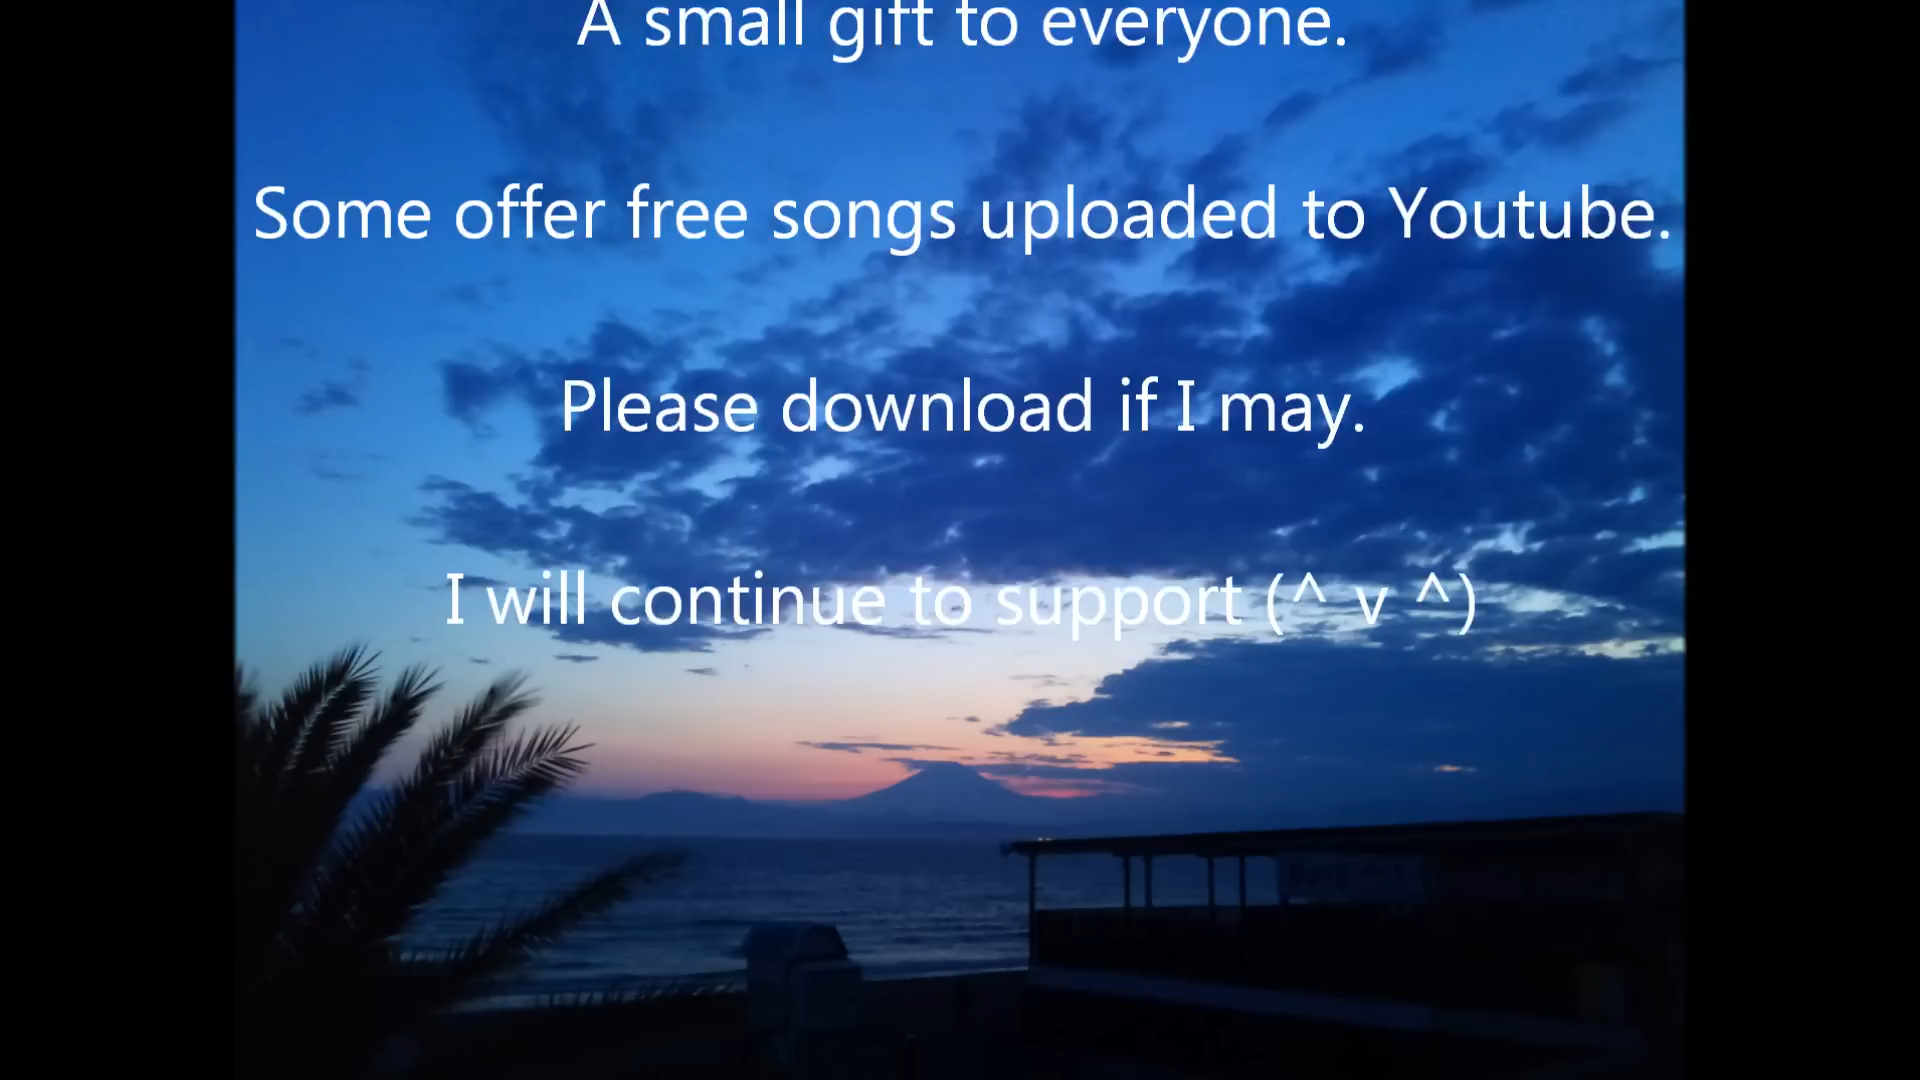 A small gift to everyone.
Some offer free songs uploaded to Youtube.
Please download if I may.
I will continue to support (^ v ^)